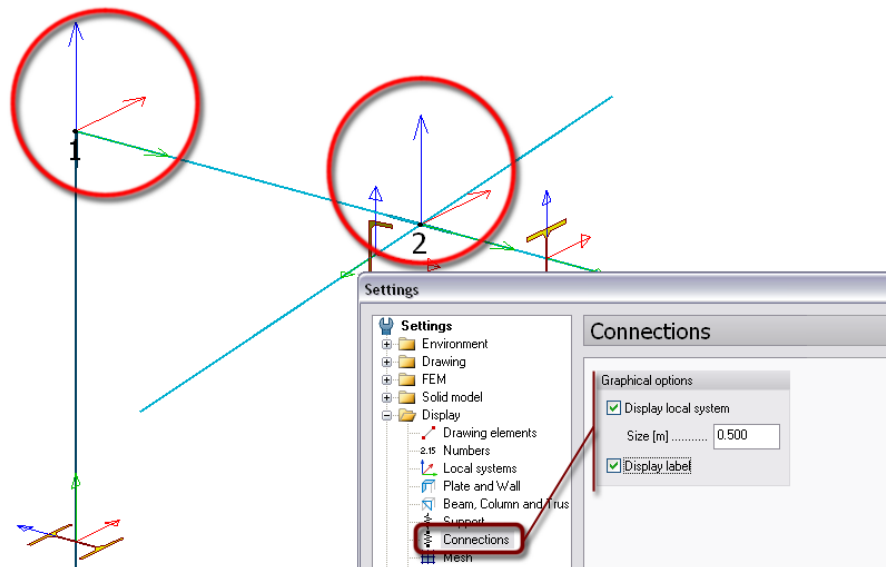 1
2
Settings
Settings
Environment
Drawing
FEM
Solid model
Display
Drawing elements
2.15 Numbers
Local systems
Plate and Wall
Beam, Column and Trus
Support
Connections
Mesh
Connections
Graphical options
Display local system
Size [m] .......... 0.500
Display label